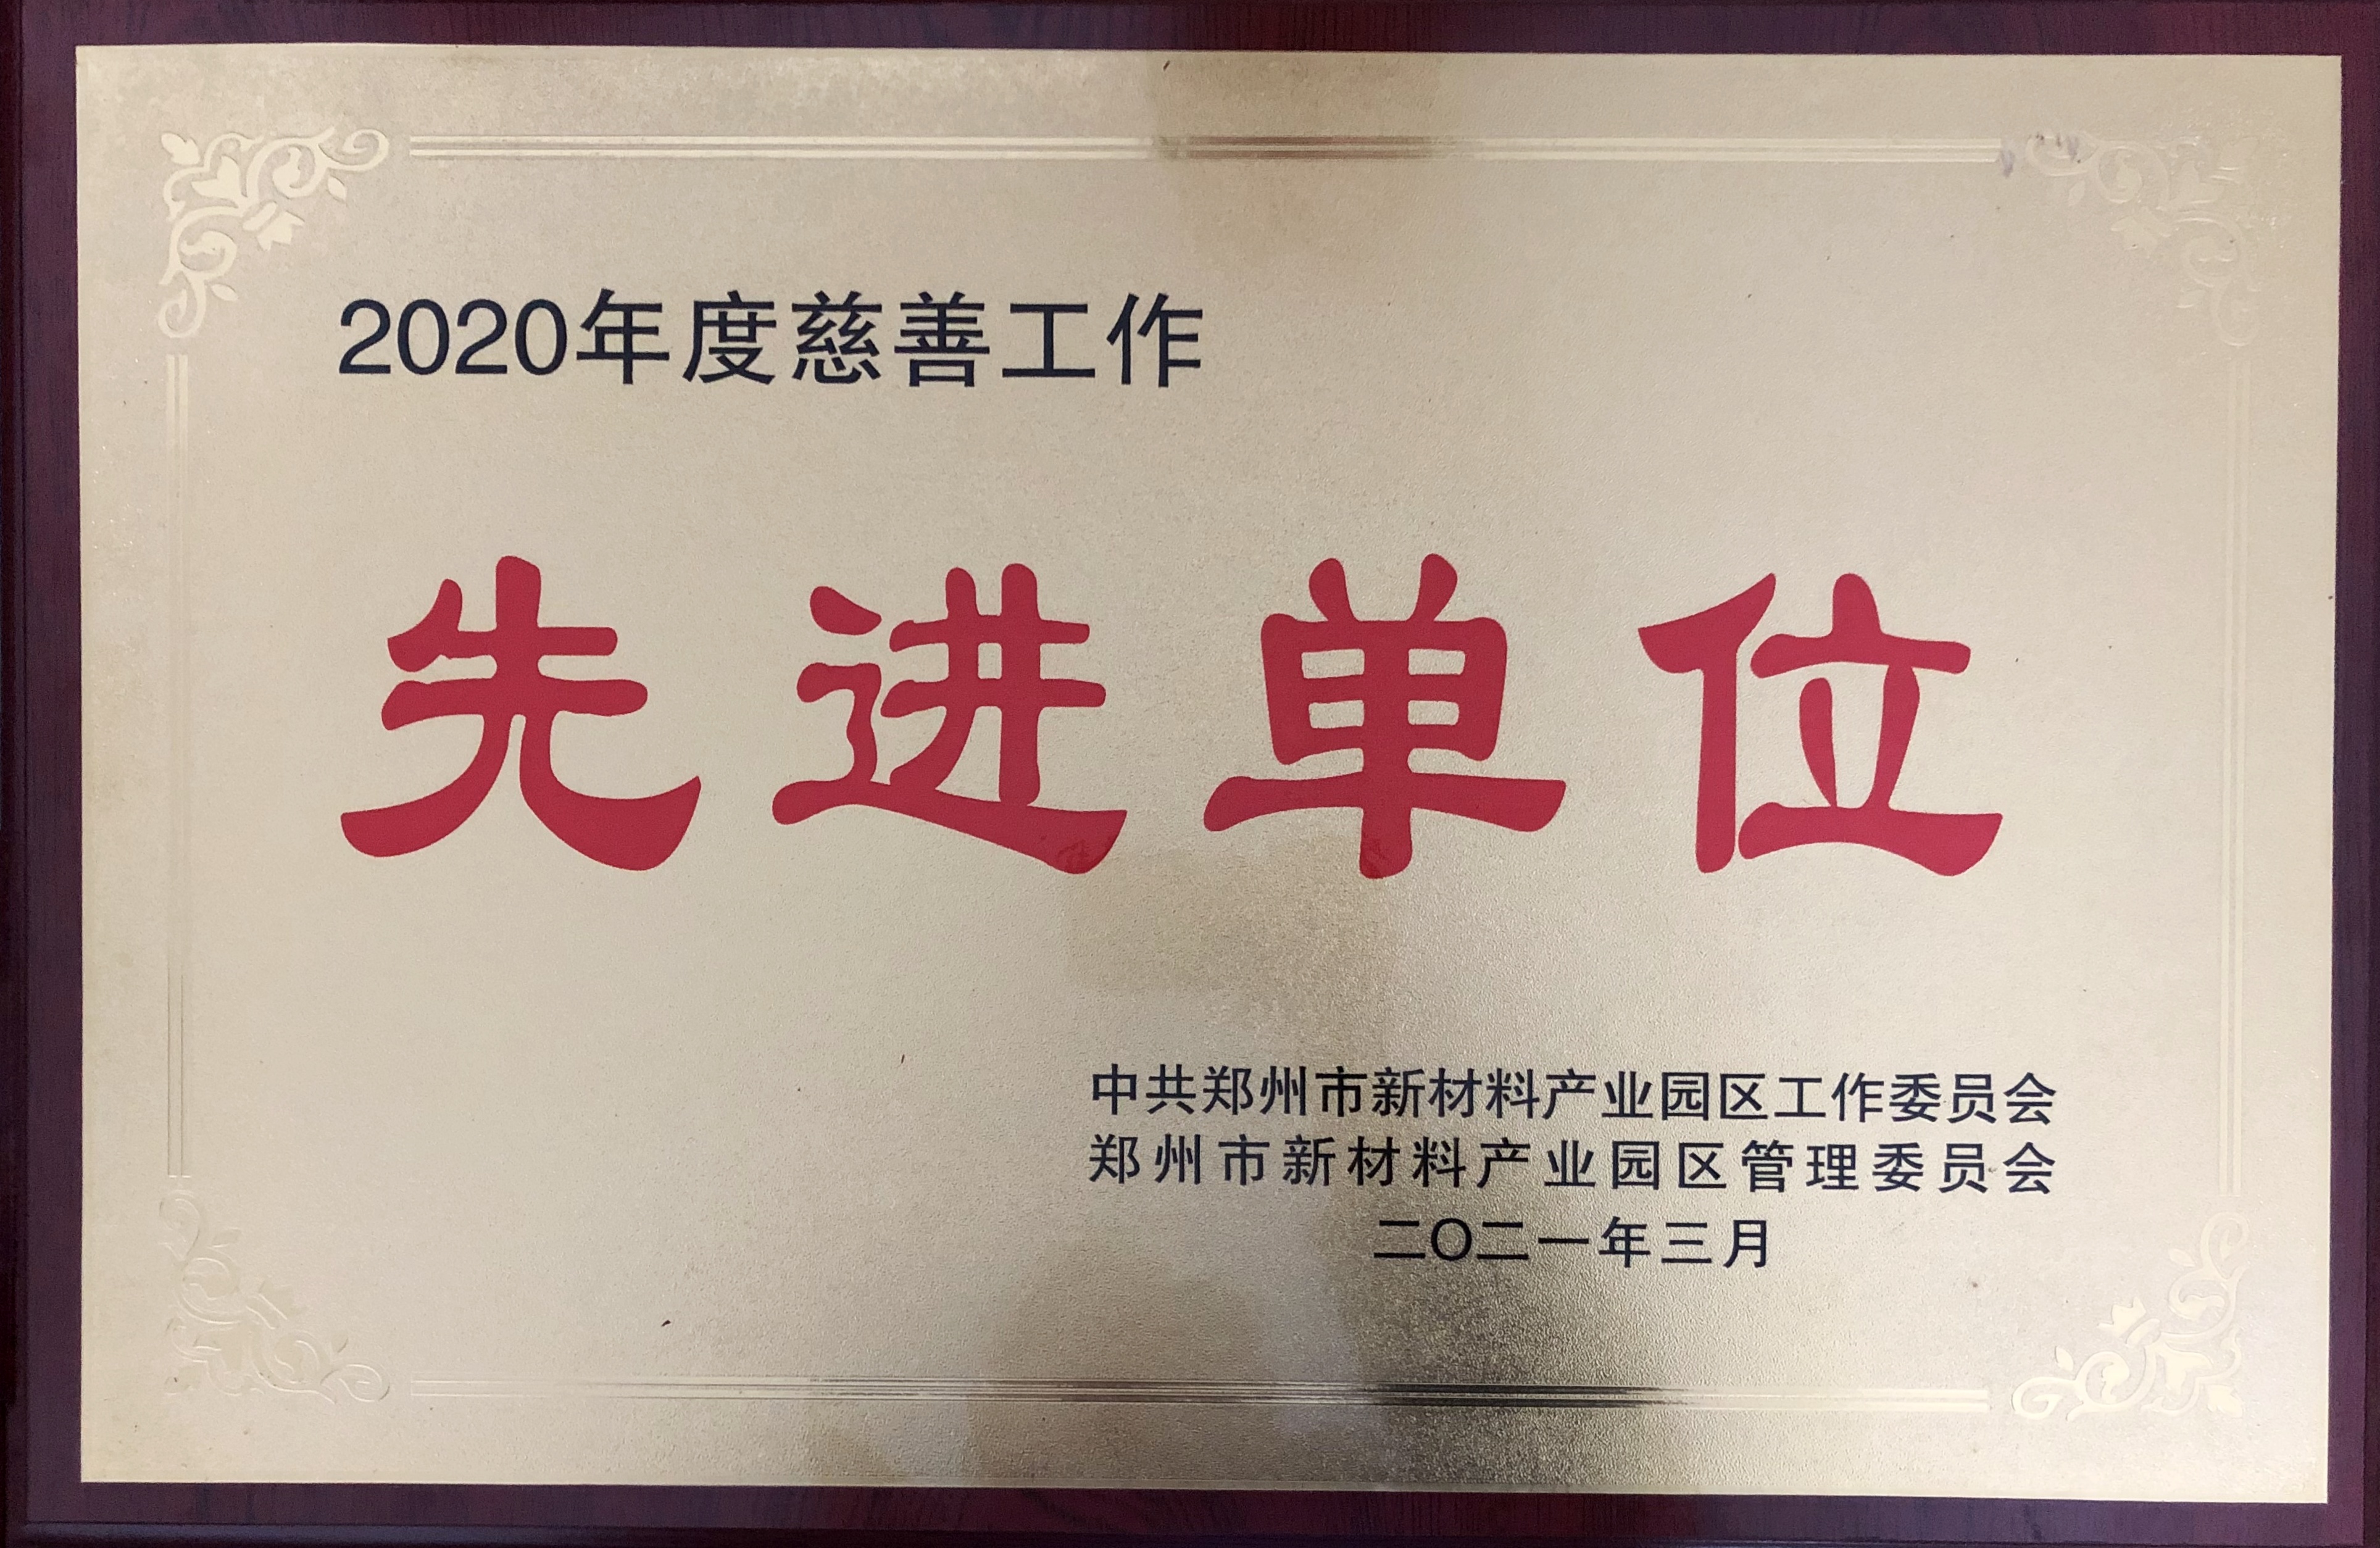 2020年度慈善工作
先进单位
中共郑州市新材料产业园区工作委员会
郑州市新材料产业园区管理委员会
二〇二一年三月